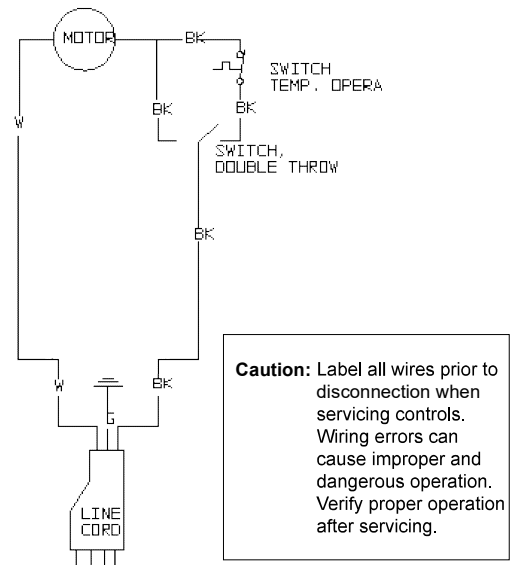 MOTOR
BK
SWITCH
TEMP. OPERA
BK
BK
W
SWITCH,
DOUBLE THROW
BK
W
BK
G
LINE
CORD
Caution: Label all wires prior to
disconnection when
servicing controls.
Wiring errors can
cause improper and
dangerous operation.
Verify proper operation
after servicing.